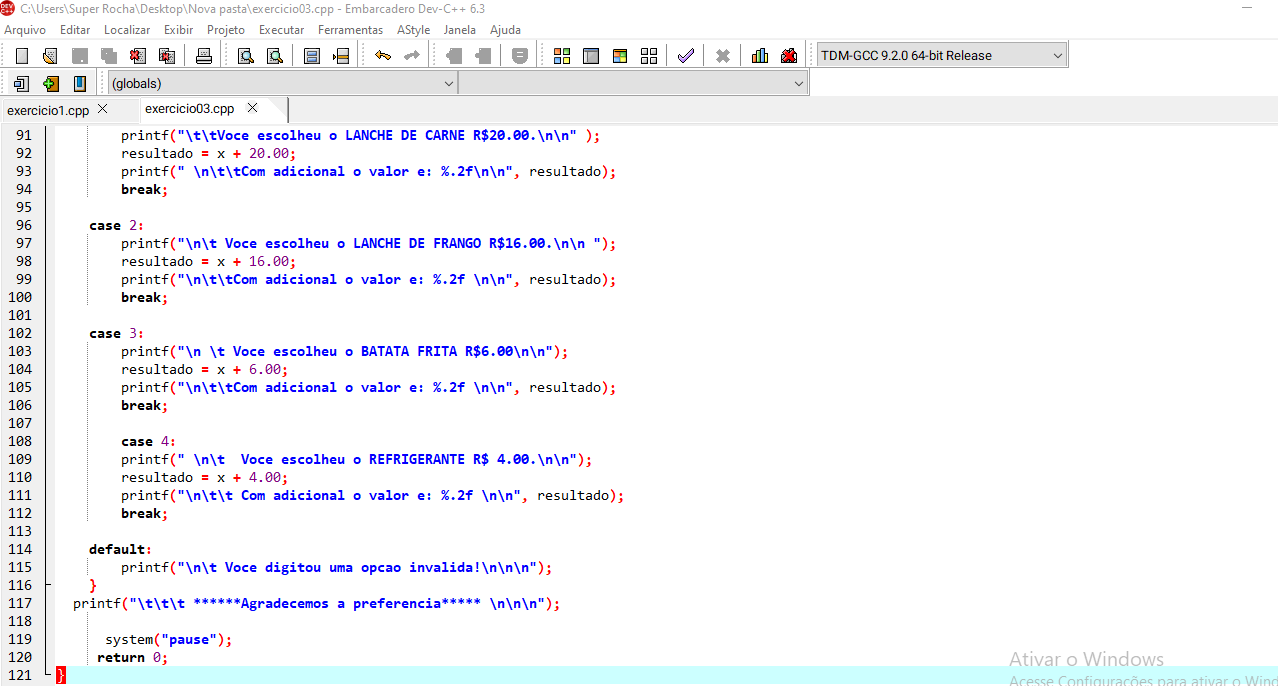 C:\Users\Super Rocha\Desktop\Nova pasta\exercicio03.cpp - Embarcadero Dev-C++ 6.3
Arquivo Editar Localizar Exibir Projeto Executar Ferramentas AStyle Janela Ajuda
TDM-GCC 9.2.0 64-bit Release
(globals)
exercicio1.cpp exercicio03.cpp
91 printf("\t\tVoce escolheu o LANCHE DE CARNE R$20.00.\n\n" );
92 resultado = x + 20.00;
93 printf(" \n\t\tCom adicional o valor e: %.2f\n\n", resultado);
94 break;
95
96 case 2:
97 printf("\n\t Voce escolheu o LANCHE DE FRANGO R$16.00.\n\n ");
98 resultado = x + 16.00;
99 printf("\n\t\tCom adicional o valor e: %.2f \n\n", resultado);
100 break;
101
102 case 3:
103 printf("\n \t Voce escolheu o BATATA FRITA R$6.00\n\n");
104 resultado = x + 6.00;
105 printf("\n\t\tCom adicional o valor e: %.2f \n\n", resultado);
106 break;
107
108 case 4:
109 printf(" \n\t  Voce escolheu o REFRIGERANTE R$ 4.00.\n\n");
110 resultado = x + 4.00;
111 printf("\n\t\t Com adicional o valor e: %.2f \n\n", resultado);
112 break;
113
114 default:
115 printf("\n\t Voce digitou uma opcao invalida!\n\n\n");
116 }
117 printf("\t\t\t ******Agradecemos a preferencia***** \n\n\n");
118
119 system("pause");
120 return 0;
121 }
Ativar o Windows
Acesse Configurações para ativar o Wind